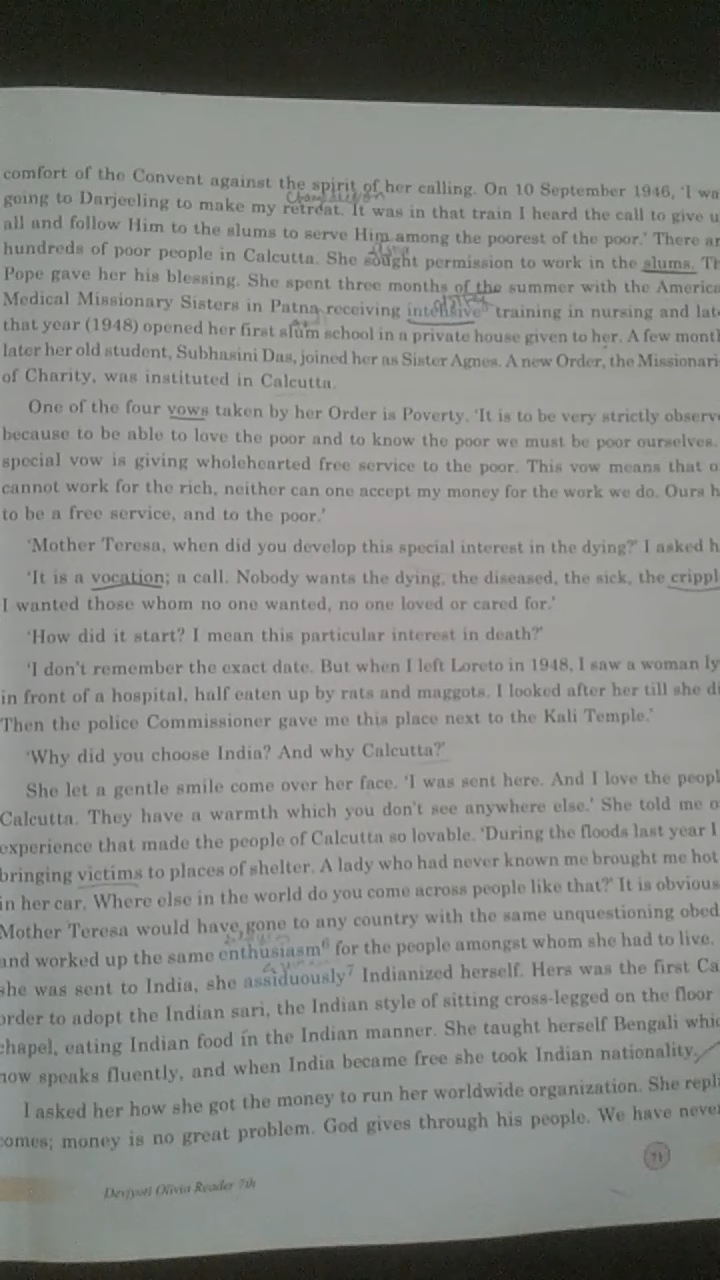 comfort of the Convent against the spirit of her calling. On 10 September 1946, 'I wa
going to Darjeeling to make my retreat. It was in that train I heard the call to give u
all and follow Him to the slums to serve Him among the poorest of the poor.' There ar
hundreds of poor people in Calcutta. She sought permission to work in the slums. Th
Pope gave her his blessing. She spent three months of the summer with the America
Medical Missionary Sisters in Patna receiving intensive⁵ training in nursing and lat
that year (1948) opened her first slum school in a private house given to her. A few mont
later her old student, Subhasini Das, joined her as Sister Agnes. A new Order, the Missionari
of Charity, was instituted in Calcutta.
One of the four vows taken by her Order is Poverty. 'It is to be very strictly observ
because to be able to love the poor and to know the poor we must be poor ourselves.
special vow is giving wholehearted free service to the poor. This vow means that o
cannot work for the rich, neither can one accept my money for the work we do. Ours h
to be a free service, and to the poor.'
'Mother Teresa, when did you develop this special interest in the dying?' I asked h
'It is a vocation; a call. Nobody wants the dying, the diseased, the sick, the crippl
I wanted those whom no one wanted, no one loved or cared for.'
'How did it start? I mean this particular interest in death?'
'I don't remember the exact date. But when I left Loreto in 1948, I saw a woman ly
in front of a hospital, half eaten up by rats and maggots. I looked after her till she di
Then the police Commissioner gave me this place next to the Kali Temple.'
'Why did you choose India? And why Calcutta?'
She let a gentle smile come over her face. 'I was sent here. And I love the peopl
Calcutta. They have a warmth which you don't see anywhere else.' She told me o
experience that made the people of Calcutta so lovable. 'During the floods last year I
bringing victims to places of shelter. A lady who had never known me brought me hot
in her car. Where else in the world do you come across people like that?' It is obvious
Mother Teresa would have gone to any country with the same unquestioning obed
and worked up the same enthusiasm⁶ for the people amongst whom she had to live.
she was sent to India, she assiduously⁷ Indianized herself. Hers was the first Ca
order to adopt the Indian sari, the Indian style of sitting cross-legged on the floor
chapel, eating Indian food in the Indian manner. She taught herself Bengali whic
now speaks fluently, and when India became free she took Indian nationality.
I asked her how she got the money to run her worldwide organization. She repli
comes; money is no great problem. God gives through his people. We have never
71
Devjyoti Olivia Reader 7th